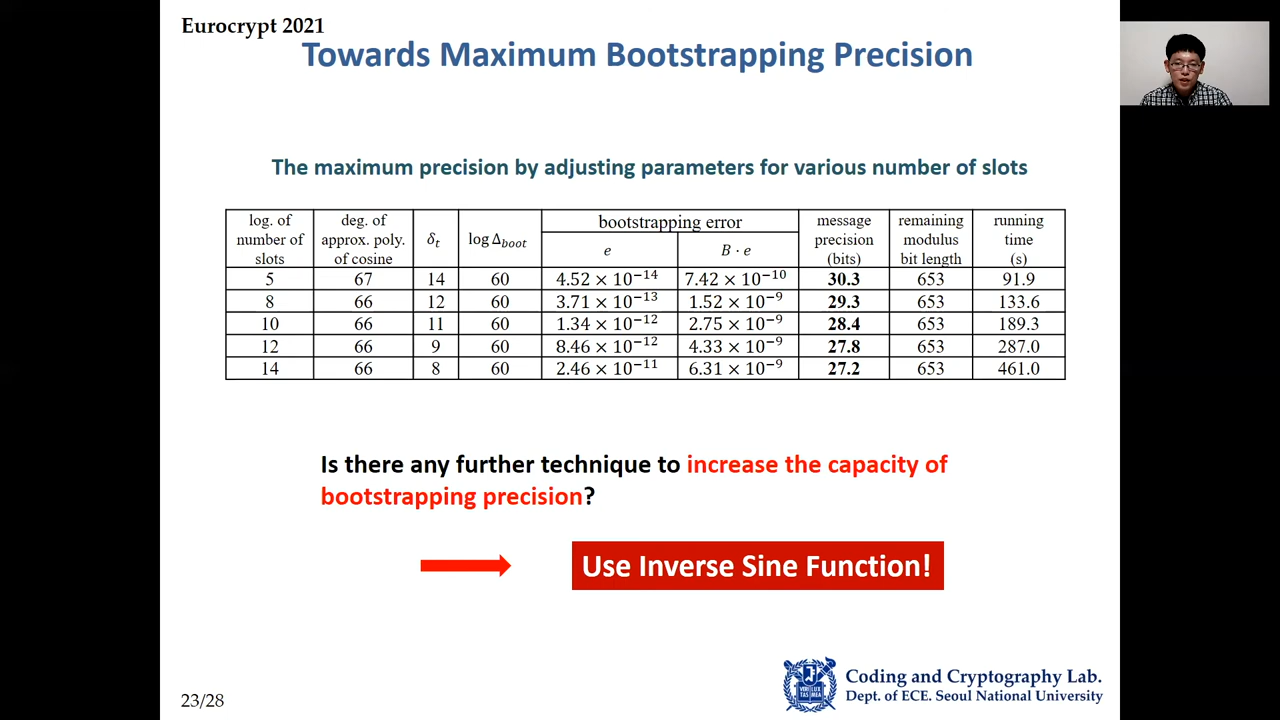 Eurocrypt 2021
Towards Maximum Bootstrapping Precision
The maximum precision by adjusting parameters for various number of slots
log. of number of slots | deg. of approx. poly. of cosine | δt | log Δboot | bootstrapping error | message precision (bits) | remaining modulus bit length | running time (s)
e | B · e
5 | 67 | 14 | 60 | 4.52 × 10−14 | 7.42 × 10−10 | 30.3 | 653 | 91.9
8 | 66 | 12 | 60 | 3.71 × 10−13 | 1.52 × 10−9 | 29.3 | 653 | 133.6
10 | 66 | 11 | 60 | 1.34 × 10−12 | 2.75 × 10−9 | 28.4 | 653 | 189.3
12 | 66 | 9 | 60 | 8.46 × 10−12 | 4.33 × 10−9 | 27.8 | 653 | 287.0
14 | 66 | 8 | 60 | 2.46 × 10−11 | 6.31 × 10−9 | 27.2 | 653 | 461.0
Is there any further technique to increase the capacity of
bootstrapping precision?
Use Inverse Sine Function!
Coding and Cryptography Lab.
Dept. of ECE. Seoul National University
23/28